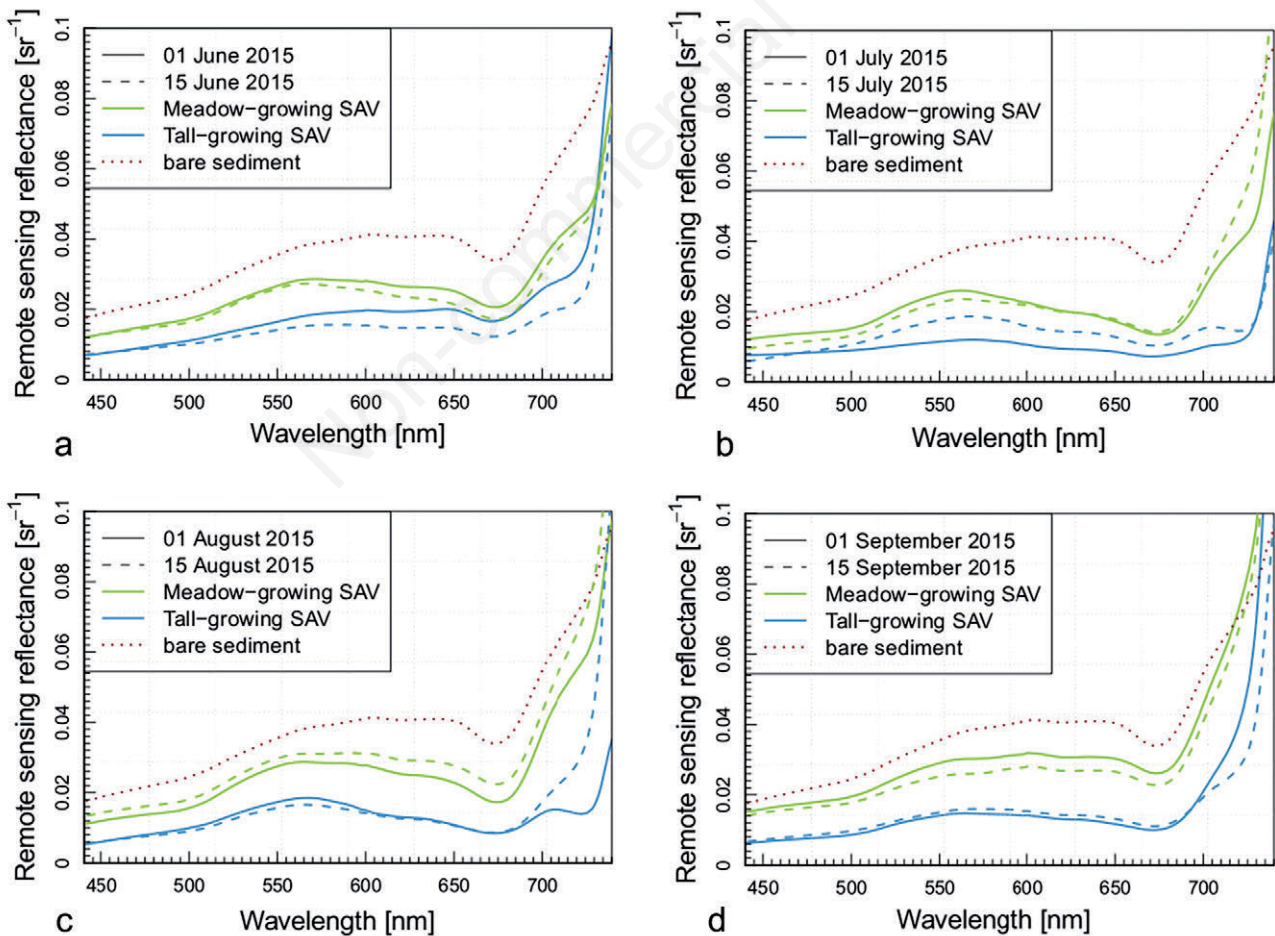 Remote sensing reflectance [sr⁻¹]
0 0.02 0.04 0.06 0.08 0.1
01 June 2015
15 June 2015
Meadow−growing SAV
Tall−growing SAV
bare sediment
450 500 550 600 650 700
Wavelength [nm]
a
Remote sensing reflectance [sr⁻¹]
0 0.02 0.04 0.06 0.08 0.1
01 July 2015
15 July 2015
Meadow−growing SAV
Tall−growing SAV
bare sediment
450 500 550 600 650 700
Wavelength [nm]
b
Remote sensing reflectance [sr⁻¹]
0 0.02 0.04 0.06 0.08 0.1
01 August 2015
15 August 2015
Meadow−growing SAV
Tall−growing SAV
bare sediment
450 500 550 600 650 700
Wavelength [nm]
c
Remote sensing reflectance [sr⁻¹]
0 0.02 0.04 0.06 0.08 0.1
01 September 2015
15 September 2015
Meadow−growing SAV
Tall−growing SAV
bare sediment
450 500 550 600 650 700
Wavelength [nm]
d
Non-commercial